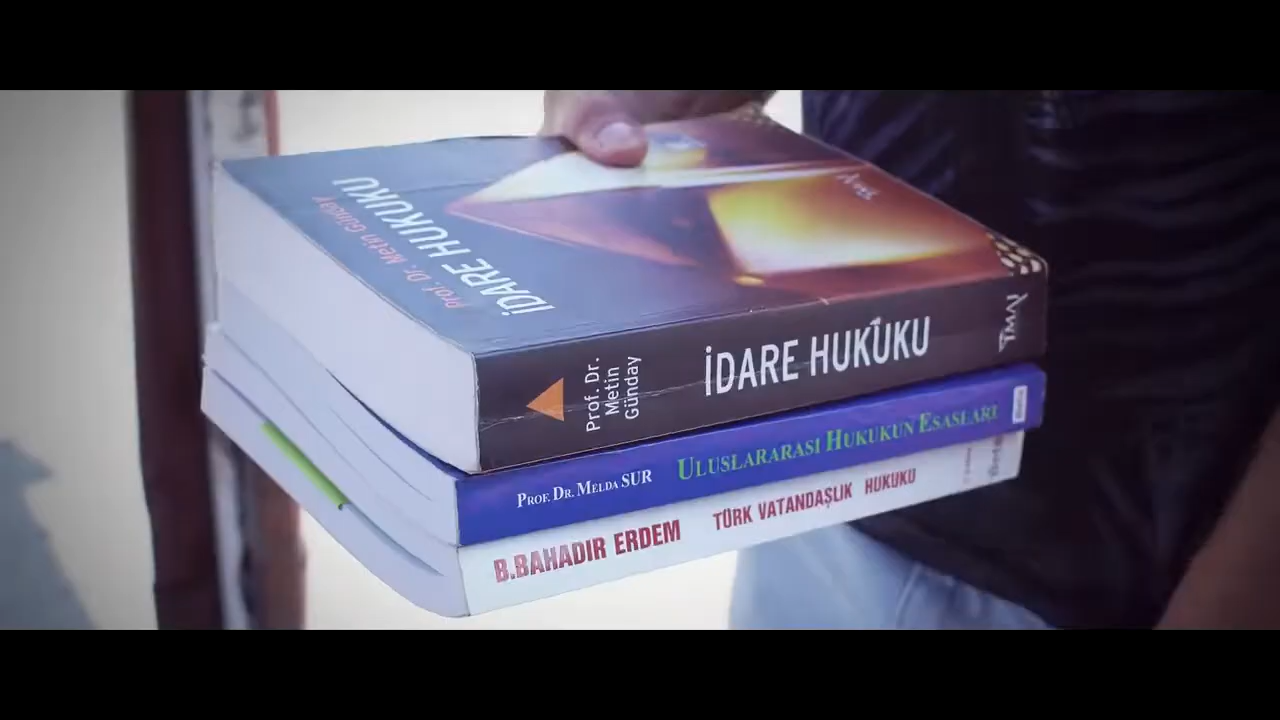 Prof. Dr. Metin Günday
İDARE HUKUKU
Prof. Dr.
Metin
Günday
İDARE HUKUKU
PROF. DR. MELDA SUR
ULUSLARARASI HUKUKUN ESASLARI
B.BAHADIR ERDEM
TÜRK VATANDAŞLIK HUKUKU